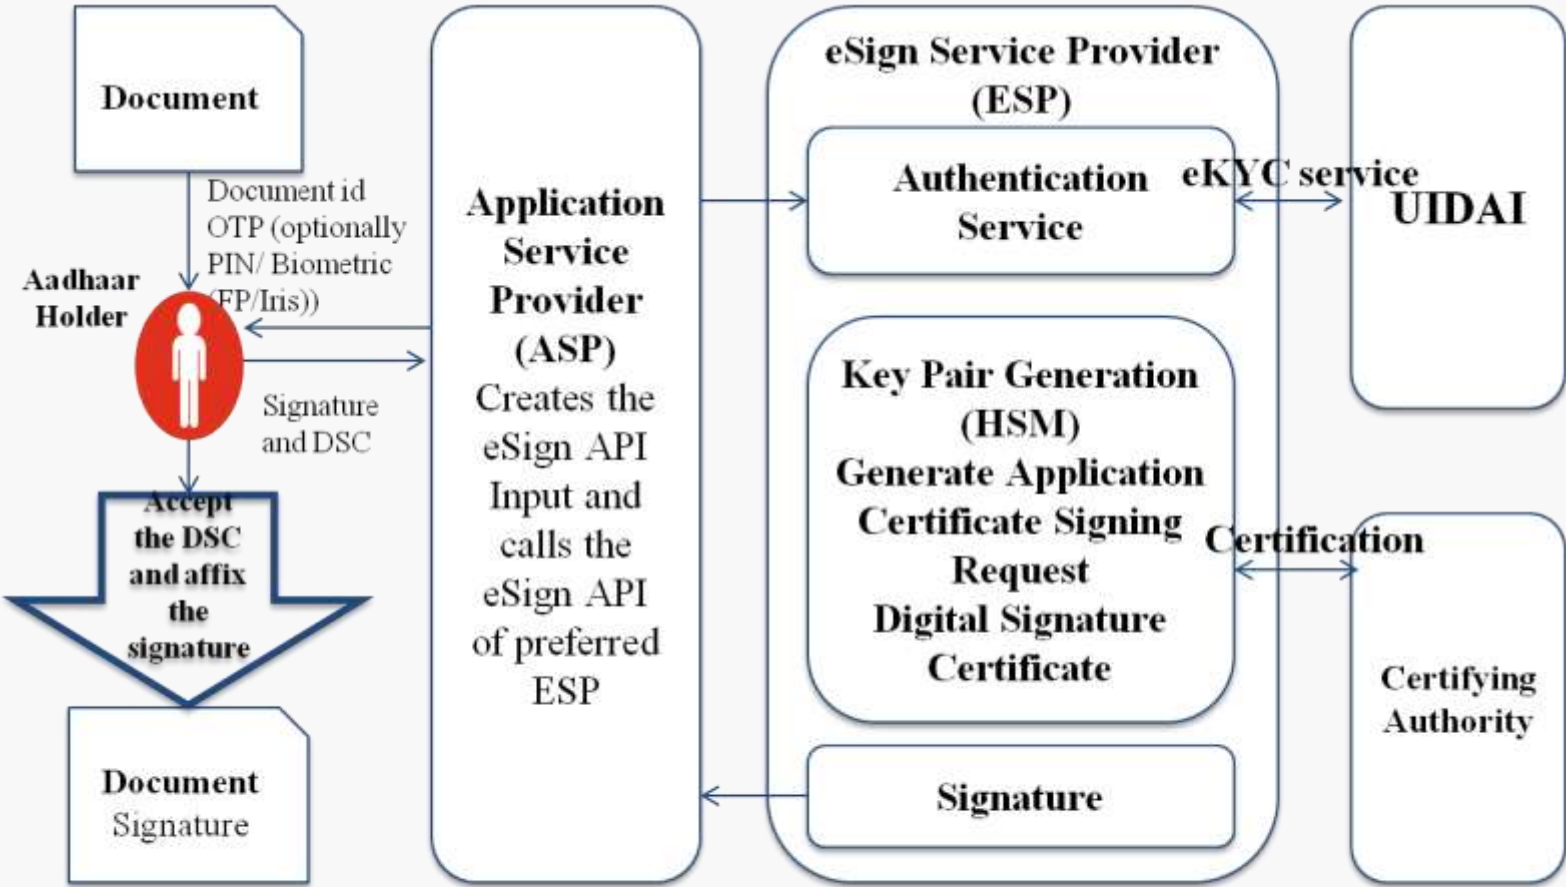 Document
Document id
OTP (optionally
PIN/ Biometric
(FP/Iris))
Aadhaar
Holder
Signature
and DSC
Accept
the DSC
and affix
the
signature
Document
Signature
Application
Service
Provider
(ASP)
Creates the
eSign API
Input and
calls the
eSign API
of preferred
ESP
eSign Service Provider
(ESP)
Authentication
Service
eKYC service
UIDAI
Key Pair Generation
(HSM)
Generate Application
Certificate Signing
Request
Digital Signature
Certificate
Certification
Certifying
Authority
Signature